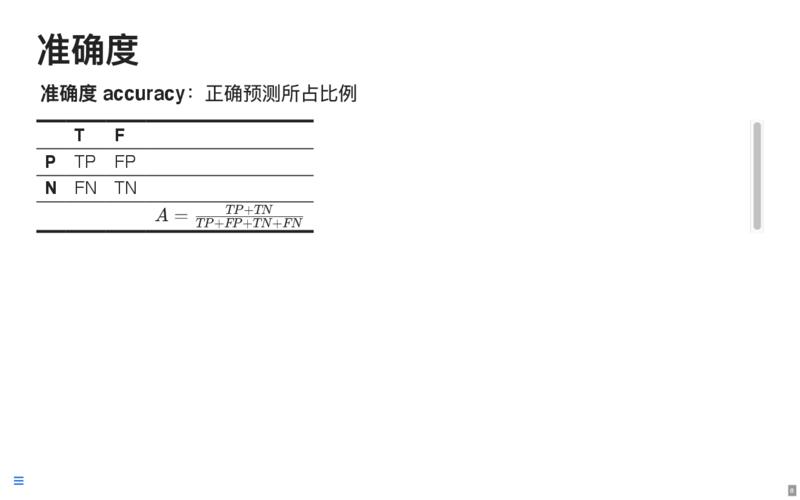 准确度
准确度 accuracy：正确预测所占比例
T F
P TP FP
N FN TN
A = \frac{TP+TN}{TP+FP+TN+FN}